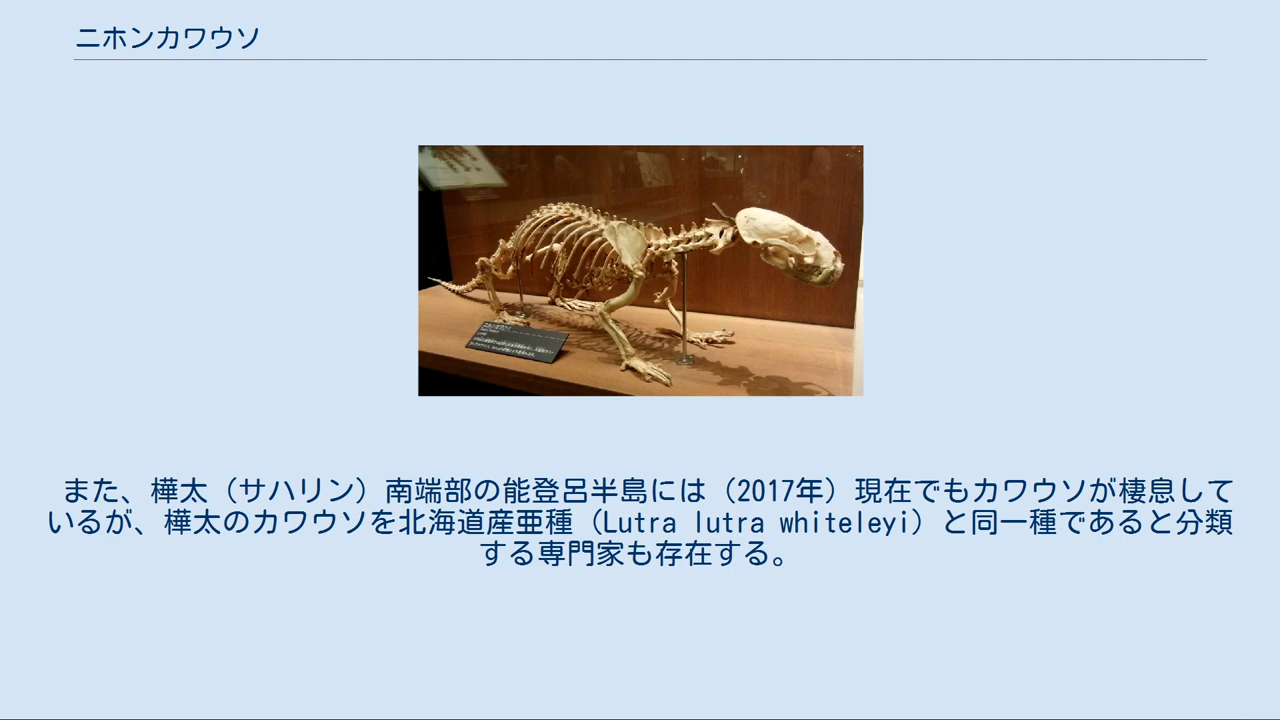 ニホンカワウソ
また、樺太（サハリン）南端部の能登呂半島には（2017年）現在でもカワウソが棲息して
いるが、樺太のカワウソを北海道産亜種（Lutra lutra whiteleyi）と同一種であると分類
する専門家も存在する。